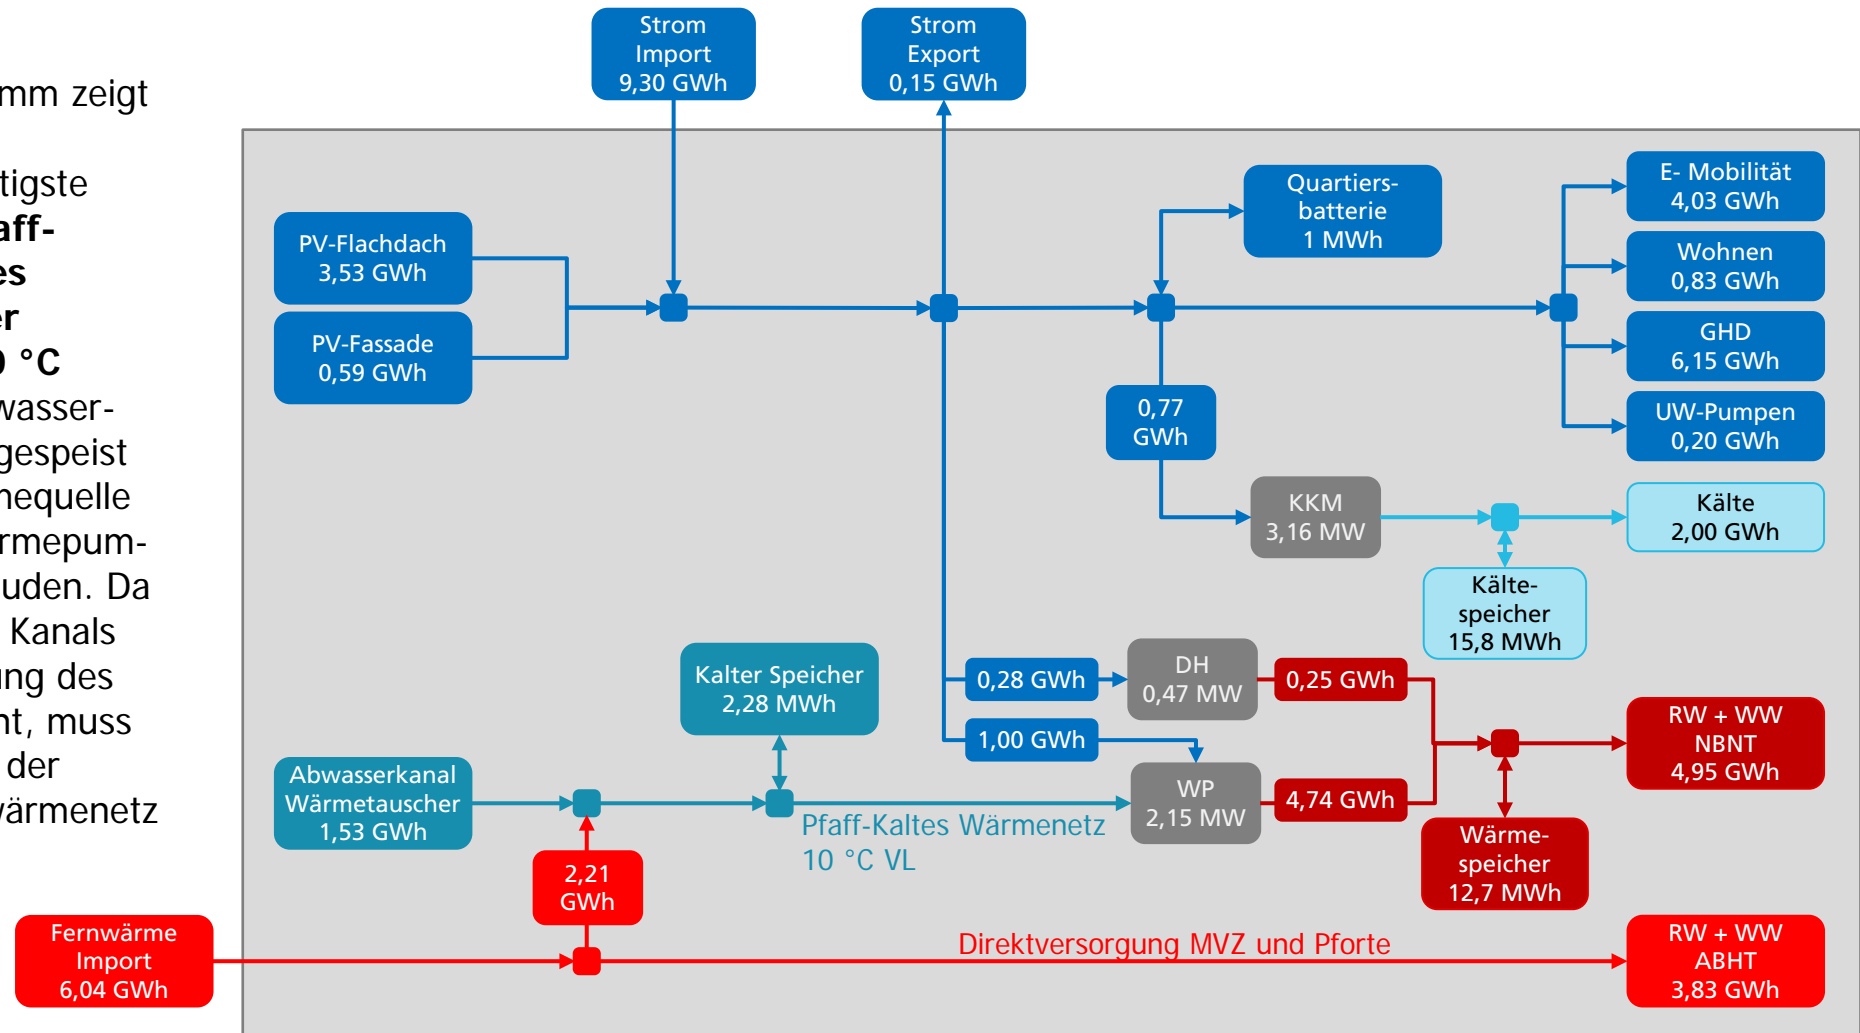 mm zeigt
tigste
aff-
es
er
0 °C
wasser-
gespeist
nequelle
rmepum-
uden. Da
Kanals
ung des
nt, muss
der
wärmenetz
Strom
Import
9,30 GWh
Strom
Export
0,15 GWh
PV-Flachdach
3,53 GWh
PV-Fassade
0,59 GWh
Quartiers-
batterie
1 MWh
E- Mobilität
4,03 GWh
Wohnen
0,83 GWh
GHD
6,15 GWh
UW-Pumpen
0,20 GWh
0,77
GWh
KKM
3,16 MW
Kälte
2,00 GWh
Kälte-
speicher
15,8 MWh
Kalter Speicher
2,28 MWh
0,28 GWh
DH
0,47 MW
0,25 GWh
1,00 GWh
WP
2,15 MW
4,74 GWh
RW + WW
NBNT
4,95 GWh
Abwasserkanal
Wärmetauscher
1,53 GWh
Pfaff-Kaltes Wärmenetz
10 °C VL
Wärme-
speicher
12,7 MWh
2,21
GWh
Fernwärme
Import
6,04 GWh
Direktversorgung MVZ und Pforte
RW + WW
ABHT
3,83 GWh